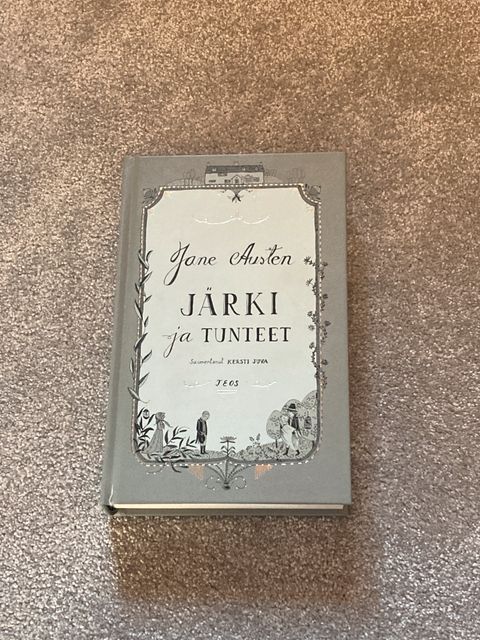 Jane Austen
JÄRKI
ja TUNTEET
Suomentanut KERSTI JUVA
TEOS